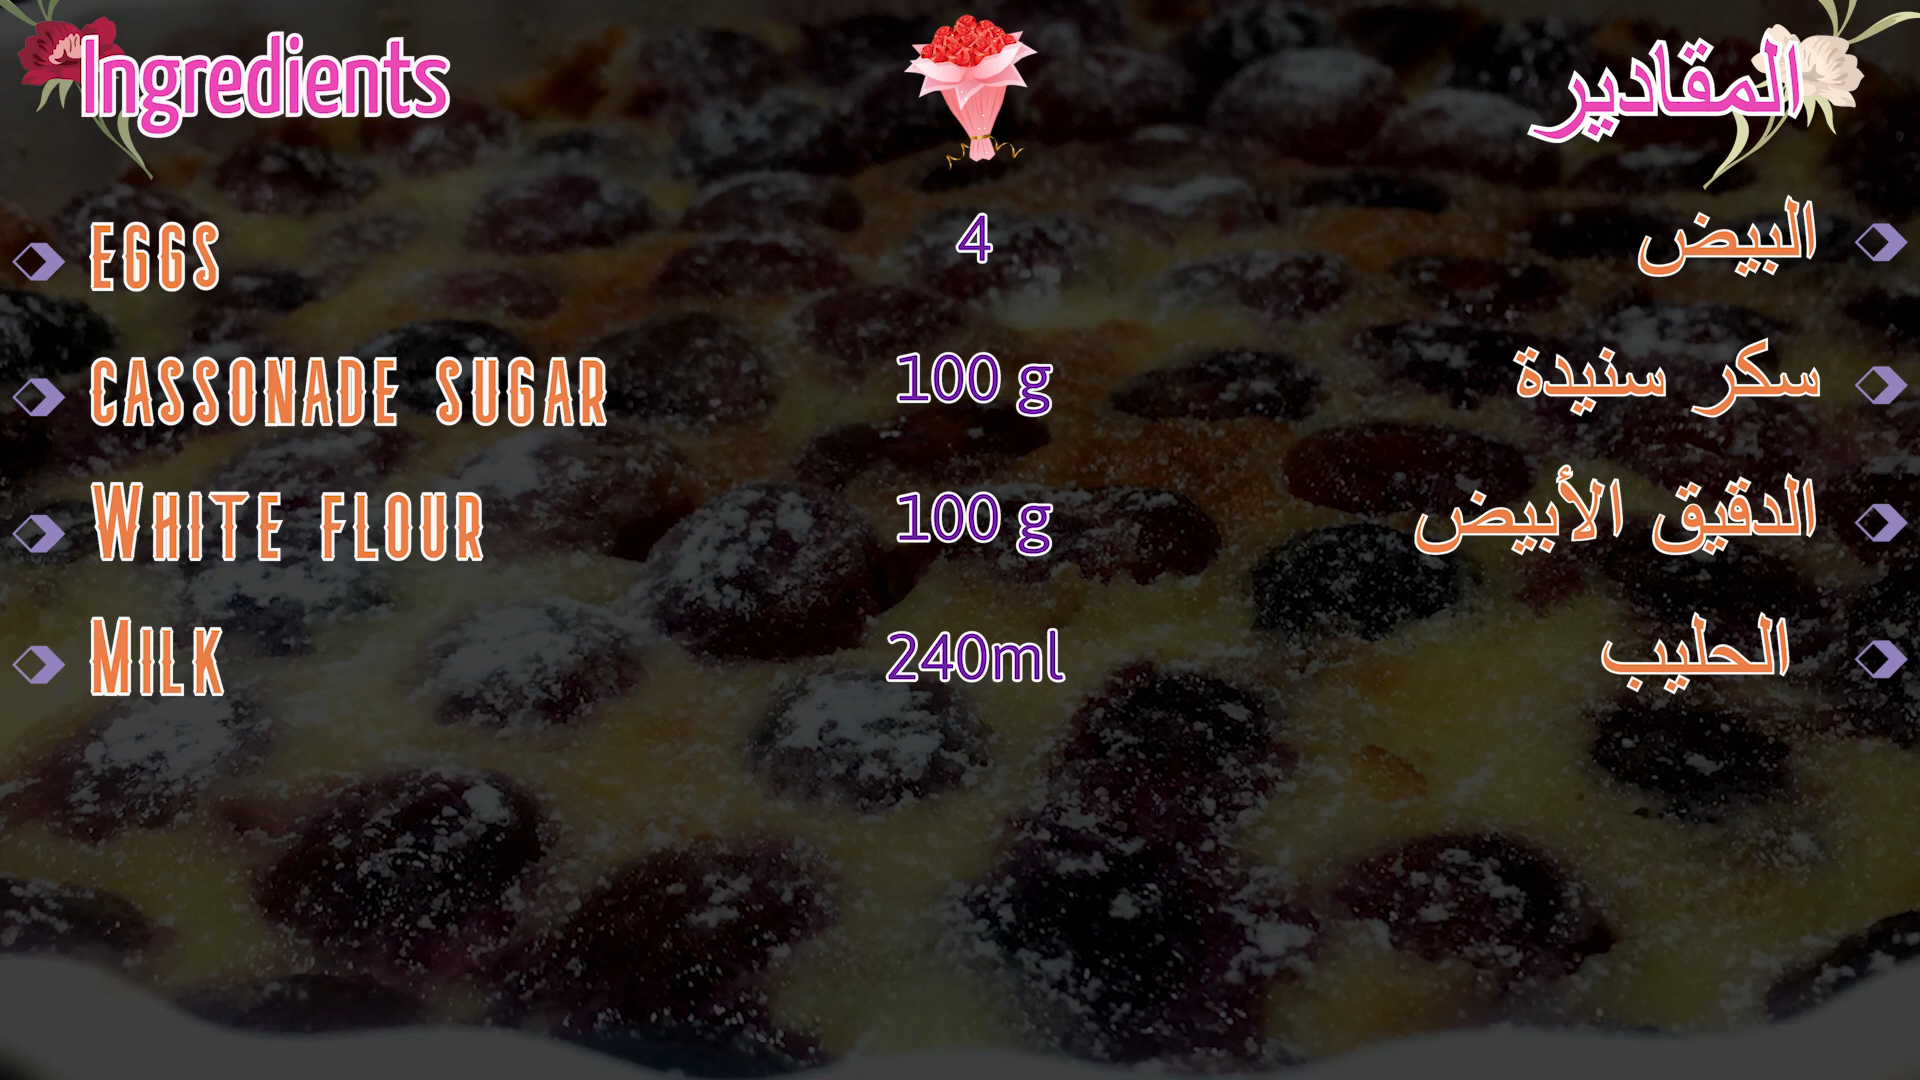 Ingredients المقادير
EGGS 4 البيض
CASSONADE SUGAR 100 g سكر سنيدة
WHITE FLOUR 100 g الدقيق الأبيض
MILK 240ml الحليب